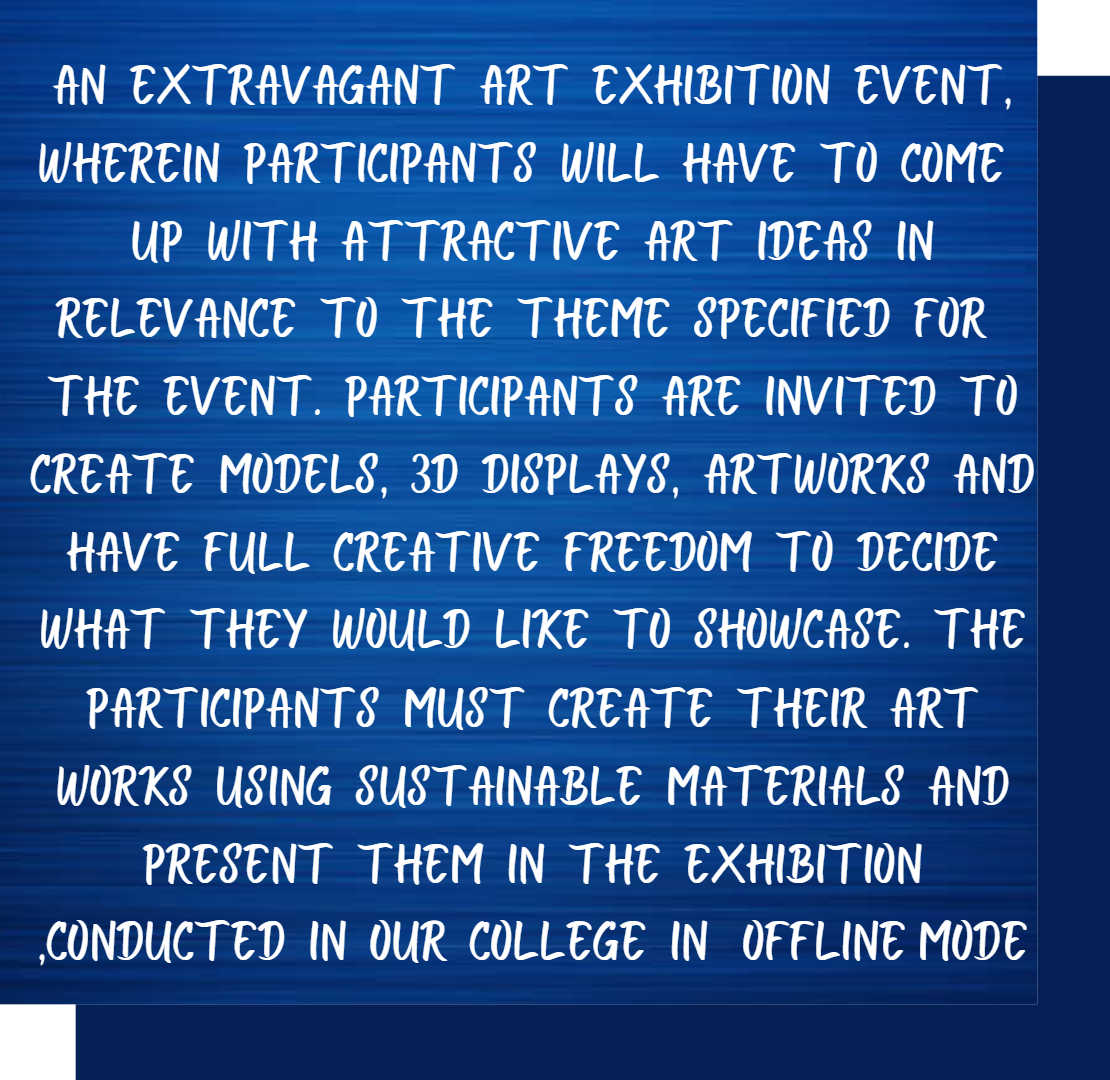 AN EXTRAVAGANT ART EXHIBITION EVENT,
WHEREIN PARTICIPANTS WILL HAVE TO COME
UP WITH ATTRACTIVE ART IDEAS IN
RELEVANCE TO THE THEME SPECIFIED FOR
THE EVENT. PARTICIPANTS ARE INVITED TO
CREATE MODELS, 3D DISPLAYS, ARTWORKS AND
HAVE FULL CREATIVE FREEDOM TO DECIDE
WHAT THEY WOULD LIKE TO SHOWCASE. THE
PARTICIPANTS MUST CREATE THEIR ART
WORKS USING SUSTAINABLE MATERIALS AND
PRESENT THEM IN THE EXHIBITION
,CONDUCTED IN OUR COLLEGE IN OFFLINE MODE